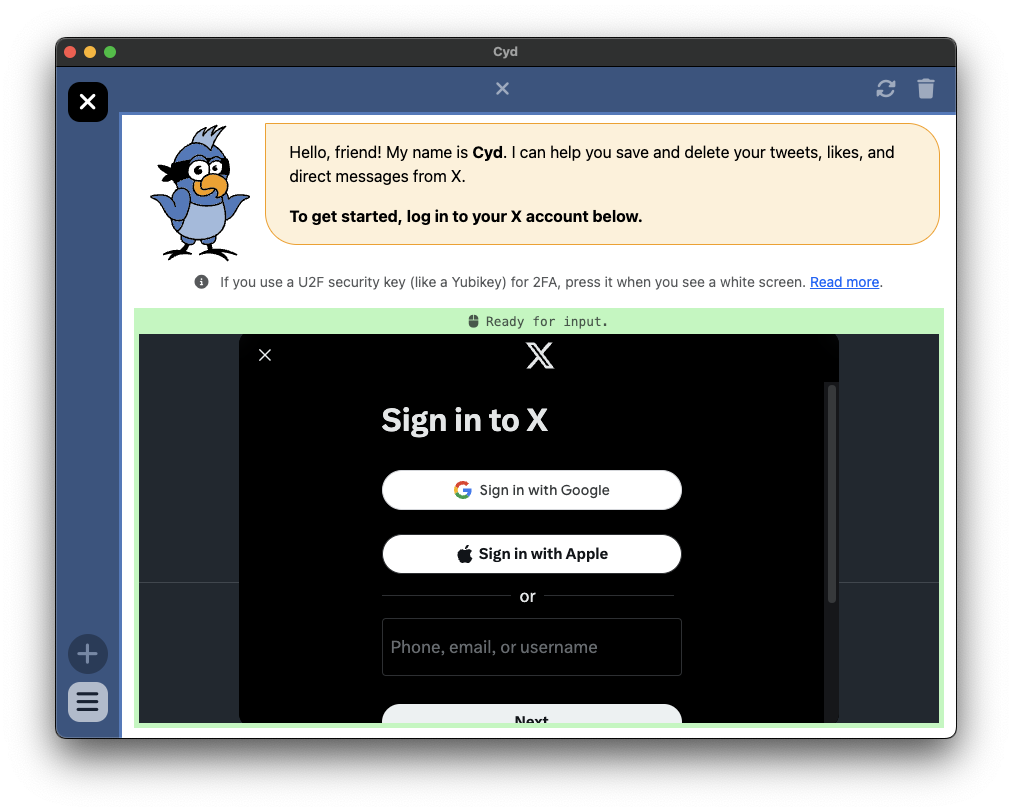 Cyd
Hello, friend! My name is Cyd. I can help you save and delete your tweets, likes, and
direct messages from X.
To get started, log in to your X account below.
If you use a U2F security key (like a Yubikey) for 2FA, press it when you see a white screen. Read more.
Ready for input.
Sign in to X
Sign in with Google
Sign in with Apple
or
Phone, email, or username
Next